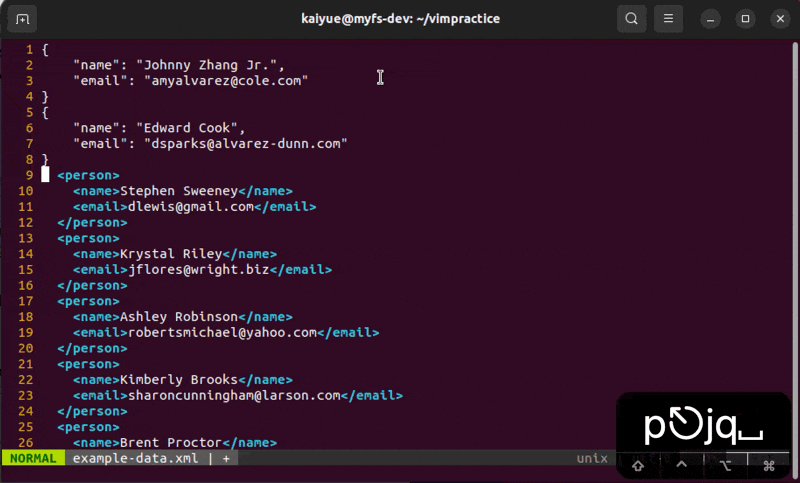 kaiyue@myfs-dev: ~/vimpractice
1 {
2     "name": "Johnny Zhang Jr.",
3     "email": "amyalvarez@cole.com"
4 }
5 {
6     "name": "Edward Cook",
7     "email": "dsparks@alvarez-dunn.com"
8 }
9   <person>
10     <name>Stephen Sweeney</name>
11     <email>dlewis@gmail.com</email>
12   </person>
13   <person>
14     <name>Krystal Riley</name>
15     <email>jflores@wright.biz</email>
16   </person>
17   <person>
18     <name>Ashley Robinson</name>
19     <email>robertsmichael@yahoo.com</email>
20   </person>
21   <person>
22     <name>Kimberly Brooks</name>
23     <email>sharoncunningham@larson.com</email>
24   </person>
25   <person>
26     <name>Brent Proctor</name>
NORMAL example-data.xml | + unix
p⎋jq⎵
⇧ ⌃ ⌥ ⌘